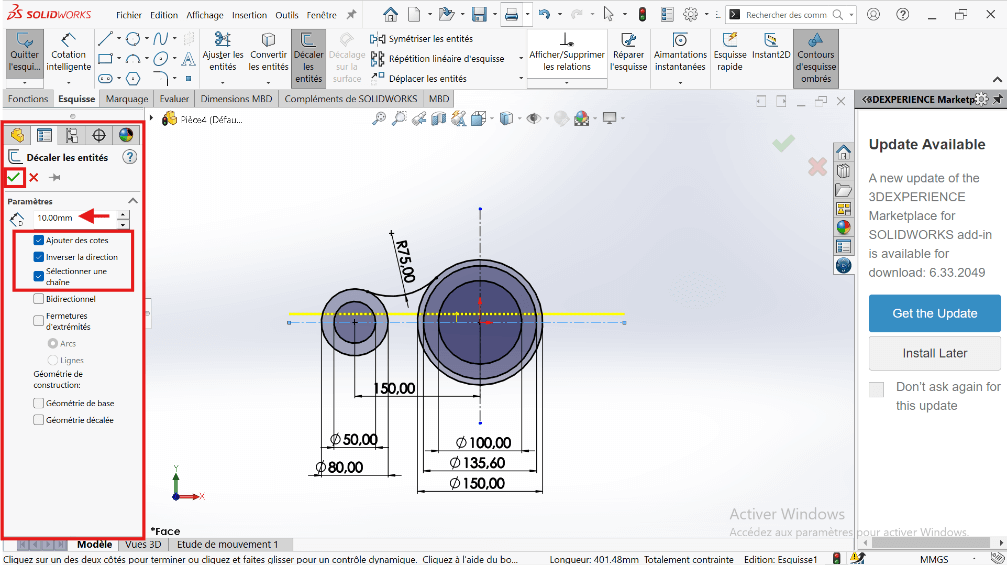 SOLIDWORKS
Fichier Edition Affichage Insertion Outils Fenêtre
Rechercher des comm
Quitter l'esqui...
Cotation intelligente
Ajuster les entités
Convertir les entités
Décaler les entités
Décalage sur la surface
Symétriser les entités
Répétition linéaire d'esquisse
Déplacer les entités
Afficher/Supprimer les relations
Réparer l'esquisse
Aimantations instantanées
Esquisse rapide
Instant2D
Contours d'esquisse ombrés
Fonctions Esquisse Marquage Evaluer Dimensions MBD Compléments de SOLIDWORKS MBD
3DEXPERIENCE Marketp
Pièce4 (Défau...
Décaler les entités
Paramètres
10.00mm
Ajouter des cotes
Inverser la direction
Sélectionner une
chaîne
Bidirectionnel
Fermetures
d'extrémités
Arcs
Lignes
Géométrie de
construction:
Géométrie de base
Géométrie décalée
R75,00
150,00
∅50,00
∅80,00
∅100,00
∅135,60
∅150,00
Y
X
*Face
Update Available
A new update of the
3DEXPERIENCE
Marketplace for
SOLIDWORKS add-in
is available for
download: 6.33.2049
Get the Update
Install Later
Don't ask again for
this update
Activer Windows
Accédez aux paramètres pour activer Windows.
Modèle Vues 3D Etude de mouvement 1
Cliquez sur un des deux côtés pour terminer ou cliquez et faites glisser pour un contrôle dynamique. Cliquez à l'aide du bo... Longueur: 401.48mm Totalement contrainte Edition: Esquisse1 MMGS